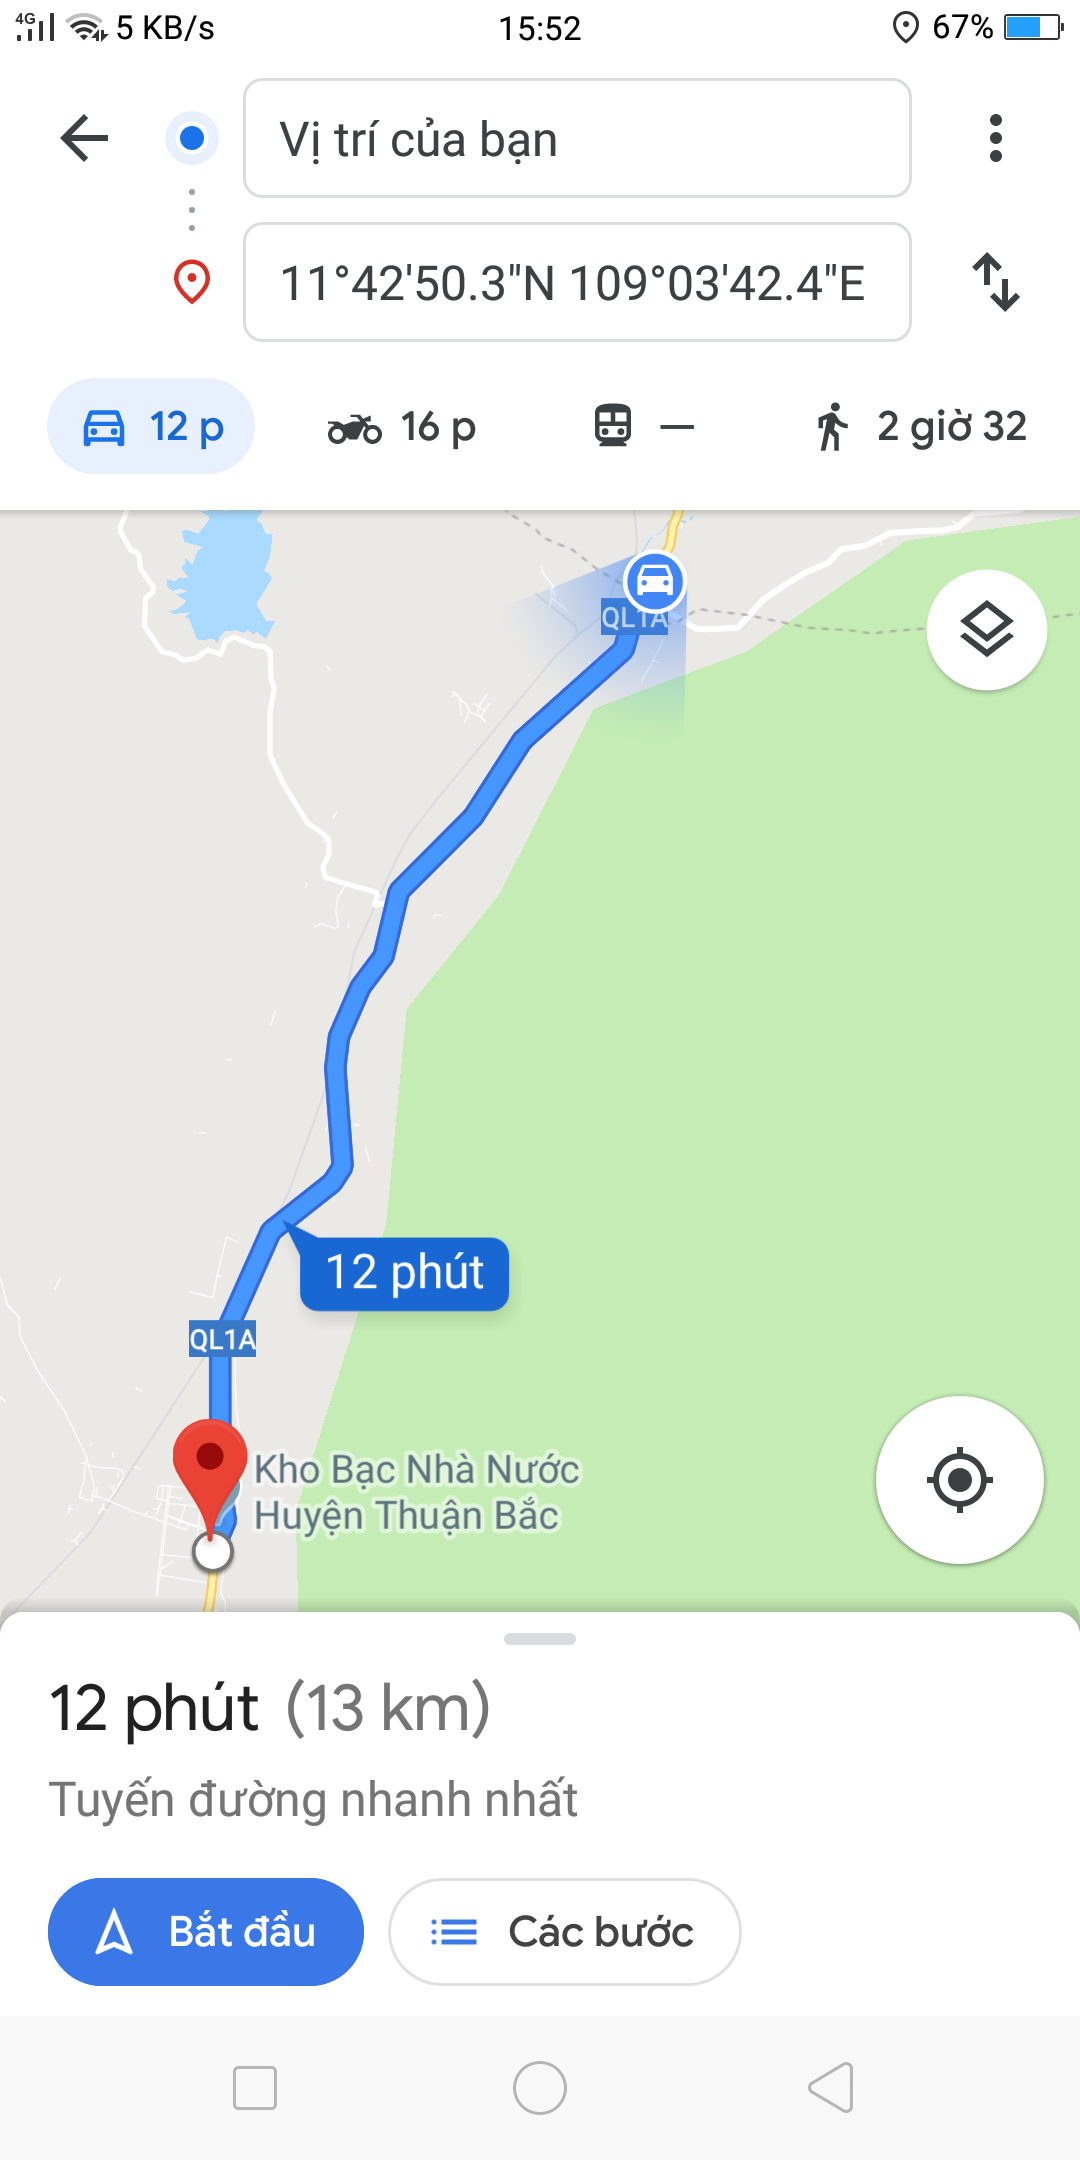 4G 5 KB/s 15:52 67%
Vị trí của bạn
11°42'50.3"N 109°03'42.4"E
12 p 16 p — 2 giờ 32
QL1A
12 phút
QL1A
Kho Bạc Nhà Nước
Huyện Thuận Bắc
12 phút (13 km)
Tuyến đường nhanh nhất
Bắt đầu Các bước